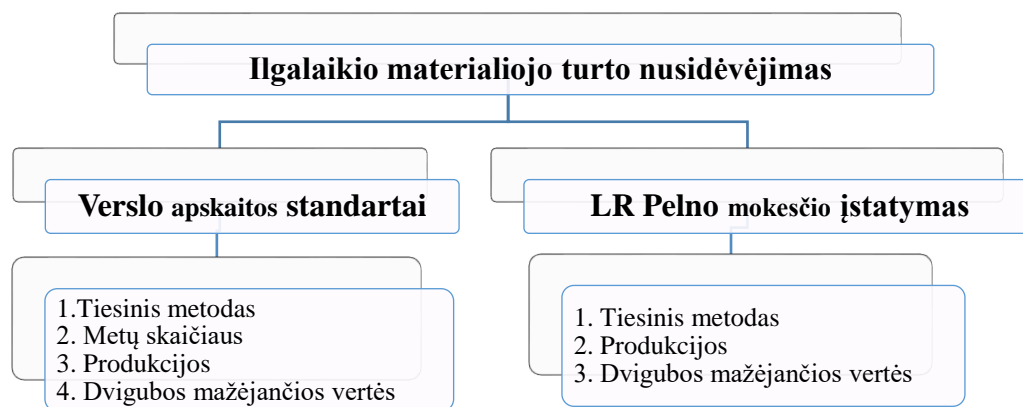 Ilgalaikio materialiojo turto nusidėvėjimas
Verslo apskaitos standartai
LR Pelno mokesčio įstatymas
1.Tiesinis metodas
2. Metų skaičiaus
3. Produkcijos
4. Dvigubos mažėjančios vertės
1. Tiesinis metodas
2. Produkcijos
3. Dvigubos mažėjančios vertės